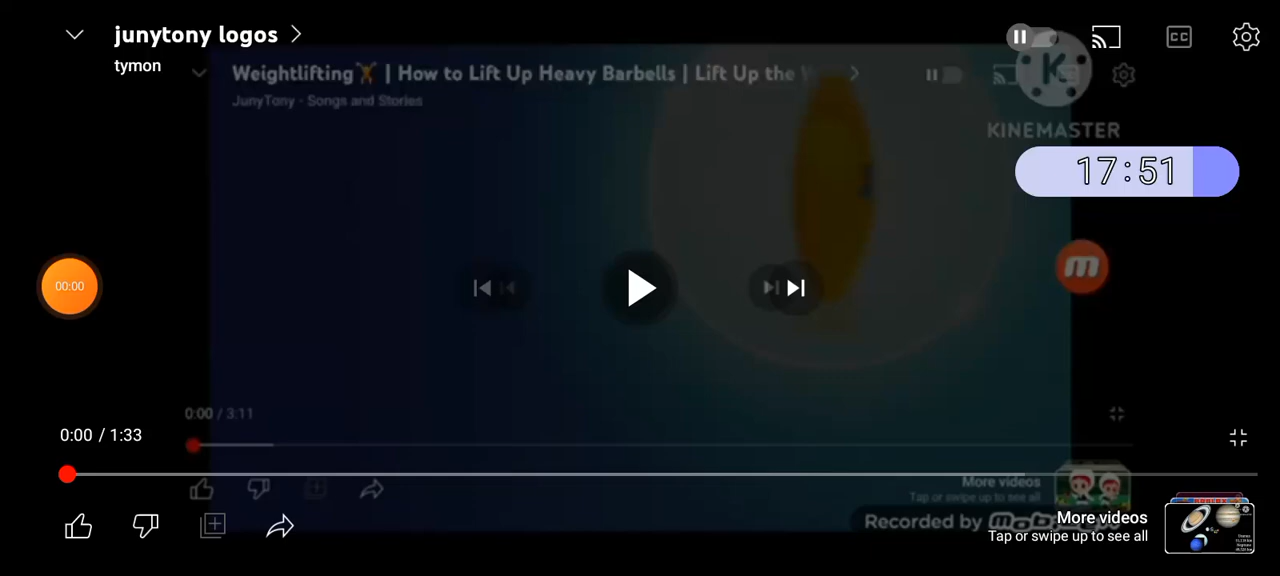 junytony logos
tymon
Weightlifting🏋 | How to Lift Up Heavy Barbells | Lift Up the
JunyTony - Songs and Stories
KINEMASTER
17:51
00:00
0:00 / 3:11
0:00 / 1:33
More videos
Tap or swipe up to see all
Recorded by
More videos
Tap or swipe up to see all